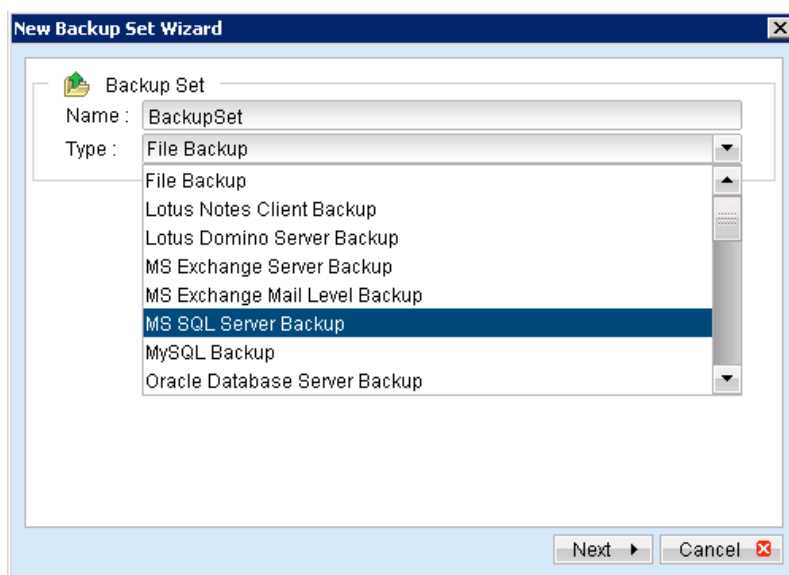 New Backup Set Wizard
Backup Set
Name : BackupSet
Type : File Backup
File Backup
Lotus Notes Client Backup
Lotus Domino Server Backup
MS Exchange Server Backup
MS Exchange Mail Level Backup
MS SQL Server Backup
MySQL Backup
Oracle Database Server Backup
Next
Cancel